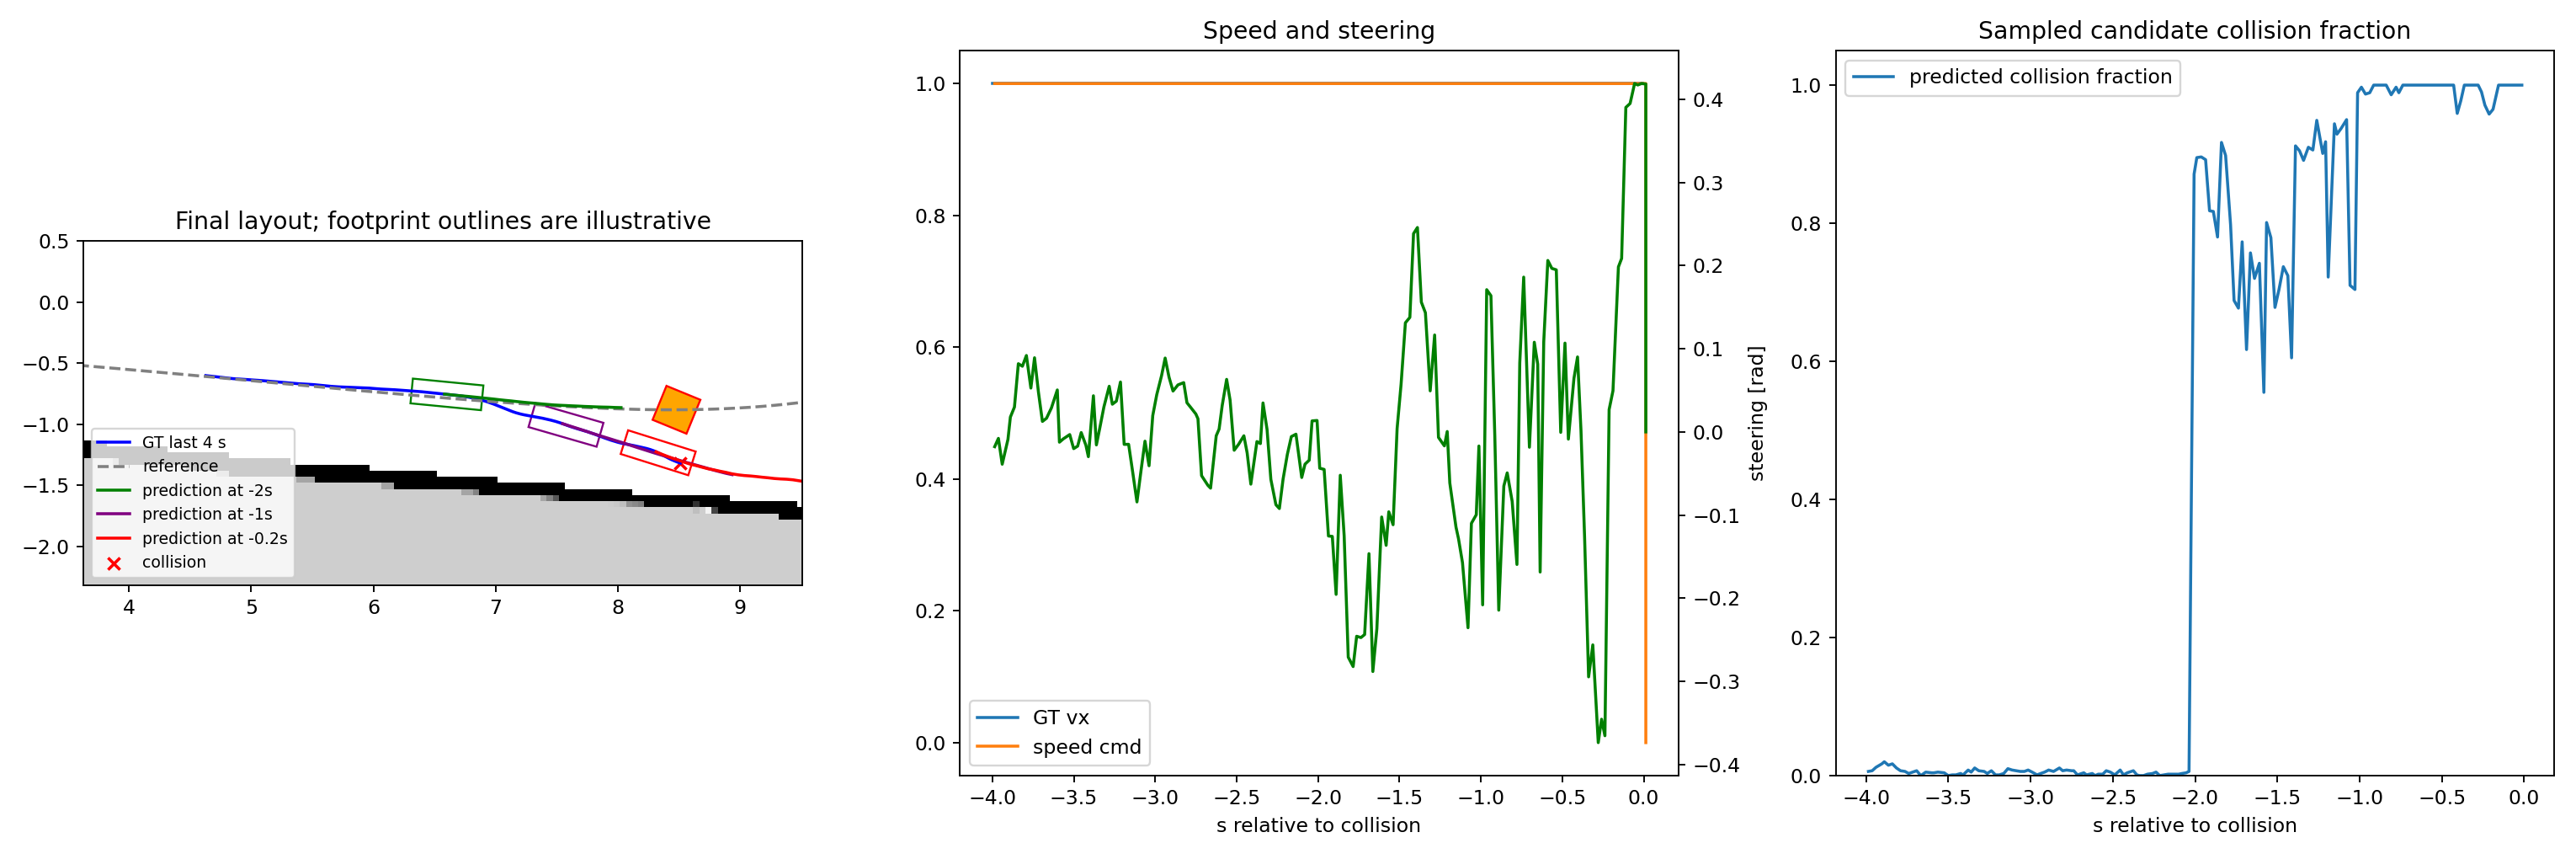 Final layout; footprint outlines are illustrative
0.5
0.0
−0.5
−1.0
−1.5
−2.0
GT last 4 s
reference
prediction at -2s
prediction at -1s
prediction at -0.2s
collision
4 5 6 7 8 9
Speed and steering
1.0
0.8
0.6
0.4
0.2
0.0
GT vx
speed cmd
−4.0 −3.5 −3.0 −2.5 −2.0 −1.5 −1.0 −0.5 0.0
s relative to collision
0.4
0.3
0.2
0.1
0.0
−0.1
−0.2
−0.3
−0.4
steering [rad]
Sampled candidate collision fraction
predicted collision fraction
1.0
0.8
0.6
0.4
0.2
0.0
−4.0 −3.5 −3.0 −2.5 −2.0 −1.5 −1.0 −0.5 0.0
s relative to collision